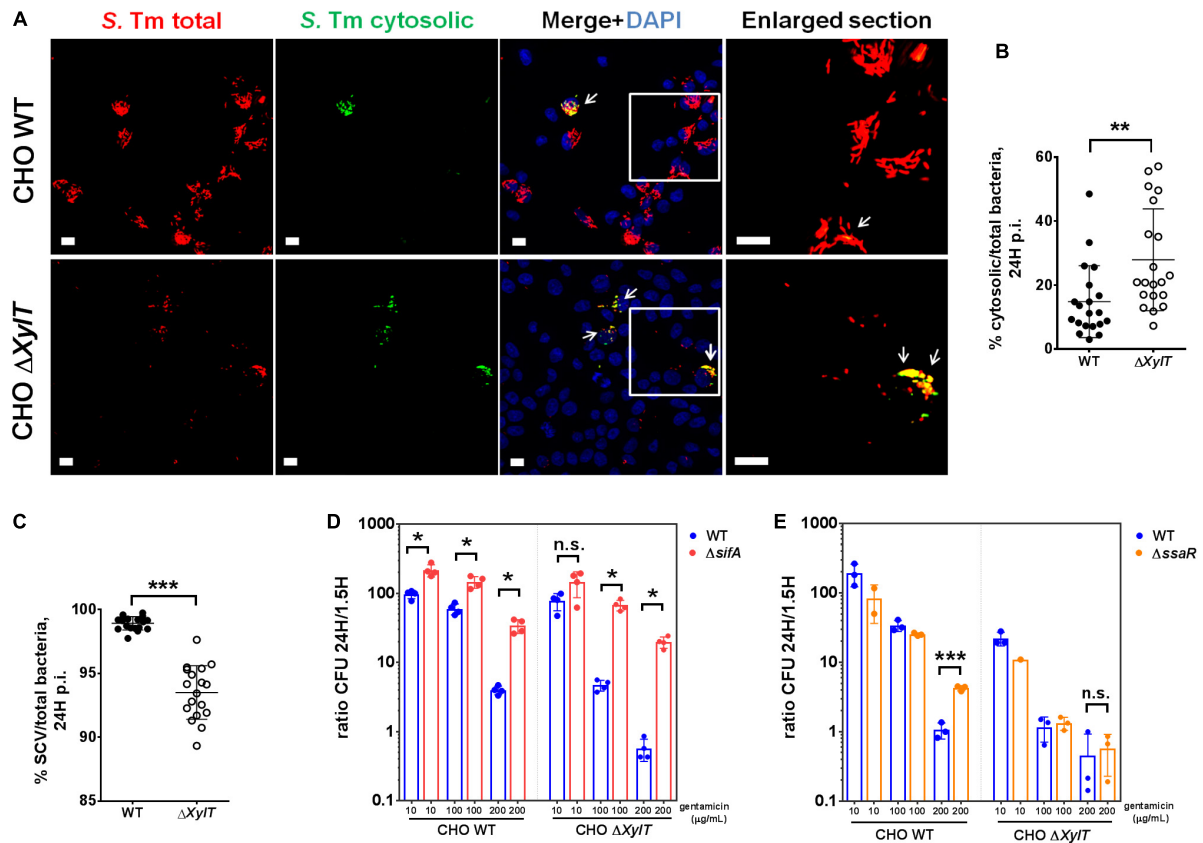 A
S. Tm total
S. Tm cytosolic
Merge+DAPI
Enlarged section
CHO WT
CHO ΔXylT
B
% cytosolic/total bacteria,
24H p.i.
60
40
20
0
**
WT
ΔXylT
C
% SCV/total bacteria,
24H p.i.
100
95
90
85
***
WT
ΔXylT
D
WT
ΔsifA
ratio CFU 24H/1.5H
1000
100
10
1
0.1
*
*
*
n.s.
*
*
10 10 100 100 200 200 10 10 100 100 200 200
gentamicin
(µg/mL)
CHO WT
CHO ΔXylT
E
WT
ΔssaR
ratio CFU 24H/1.5H
1000
100
10
1
0.1
***
n.s.
10 10 100 100 200 200 10 10 100 100 200 200
gentamicin
(µg/mL)
CHO WT
CHO ΔXylT